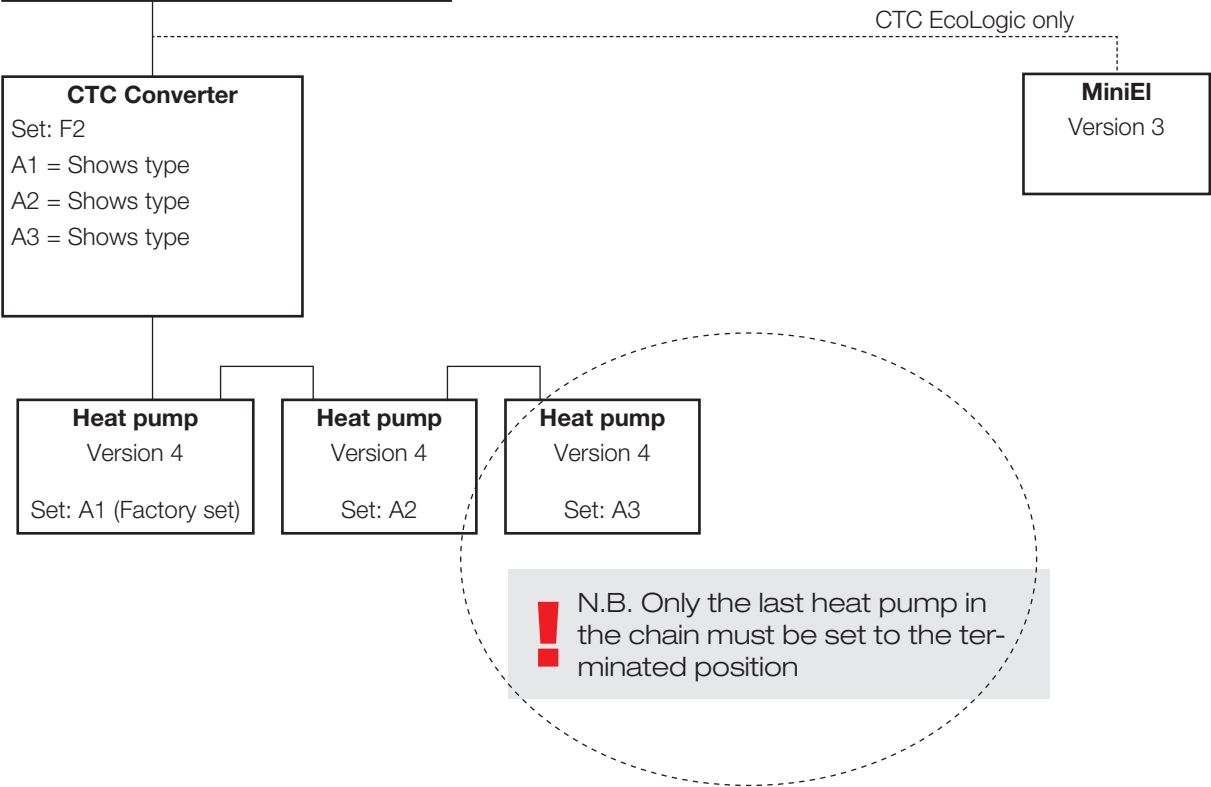 CTC EcoLogic only
CTC Converter
Set: F2
A1 = Shows type
A2 = Shows type
A3 = Shows type
MiniEl
Version 3
Heat pump
Version 4
Set: A1 (Factory set)
Heat pump
Version 4
Set: A2
Heat pump
Version 4
Set: A3
! N.B. Only the last heat pump in
the chain must be set to the ter-
minated position